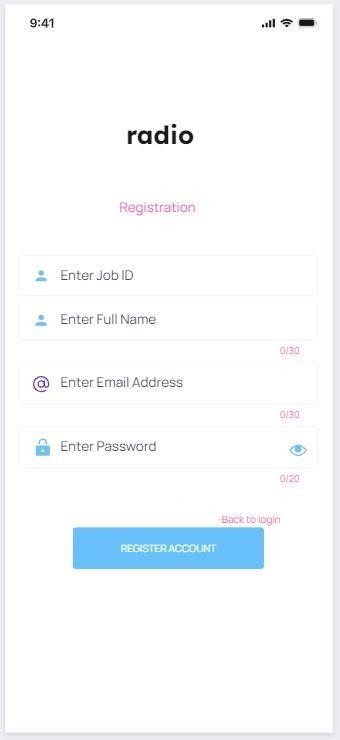 9:41
radio
Registration
Enter Job ID
Enter Full Name
0/30
Enter Email Address
0/30
Enter Password
0/20
Back to login
REGISTER ACCOUNT